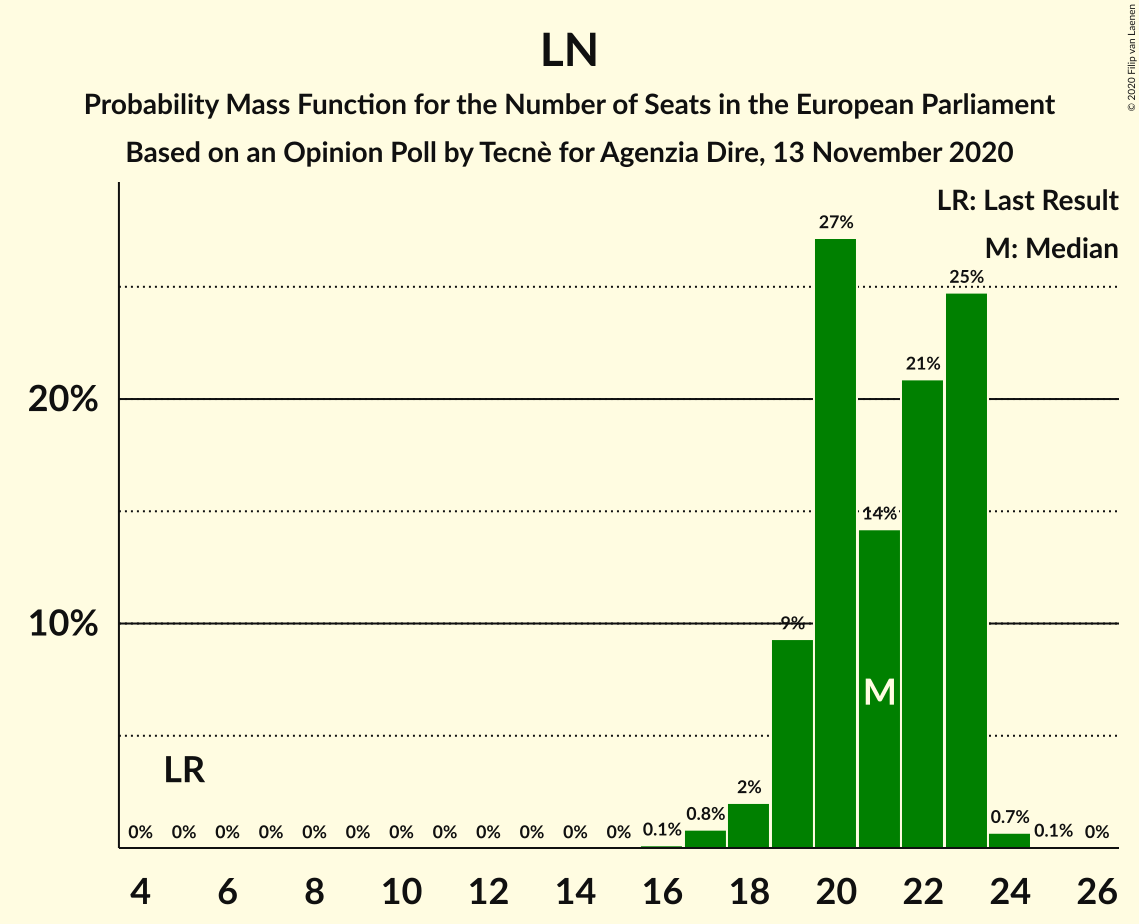 LN
Probability Mass Function for the Number of Seats in the European Parliament
Based on an Opinion Poll by Tecnè for Agenzia Dire, 13 November 2020
© 2020 Filip van Laenen
LR: Last Result
M: Median
20%
10%
LR
M
0% 0% 0% 0% 0% 0% 0% 0% 0% 0% 0% 0% 0.1% 0.8% 2% 9% 27% 14% 21% 25% 0.7% 0.1% 0%
4 6 8 10 12 14 16 18 20 22 24 26